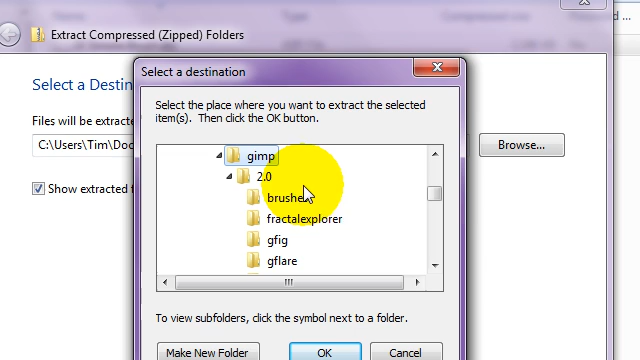 Extract Compressed (Zipped) Folders
Select a Destin
Files will be extracte
C:\Users\Tim\Doc
Browse...
Show extracted f
Select a destination
Select the place where you want to extract the selected
item(s). Then click the OK button.
gimp
2.0
brushes
fractalexplorer
gfig
gflare
To view subfolders, click the symbol next to a folder.
Make New Folder
OK
Cancel